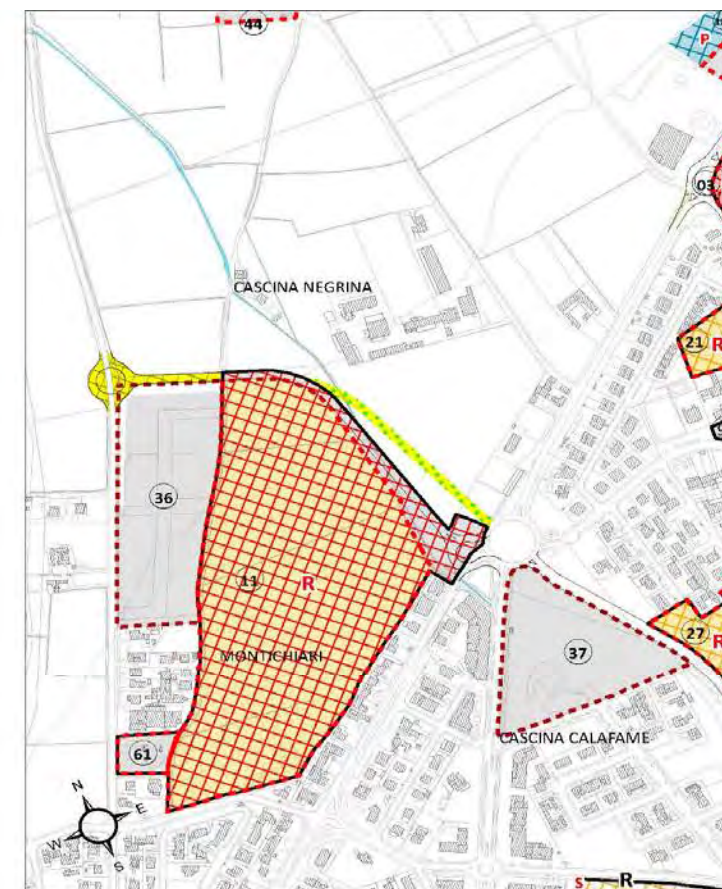 44
P
03
CASCINA NEGRINA
21 R
36
11 R
27 R
37
MONTICHIARI
CASCINA CALAFAME
61
N
E
W
S
S R